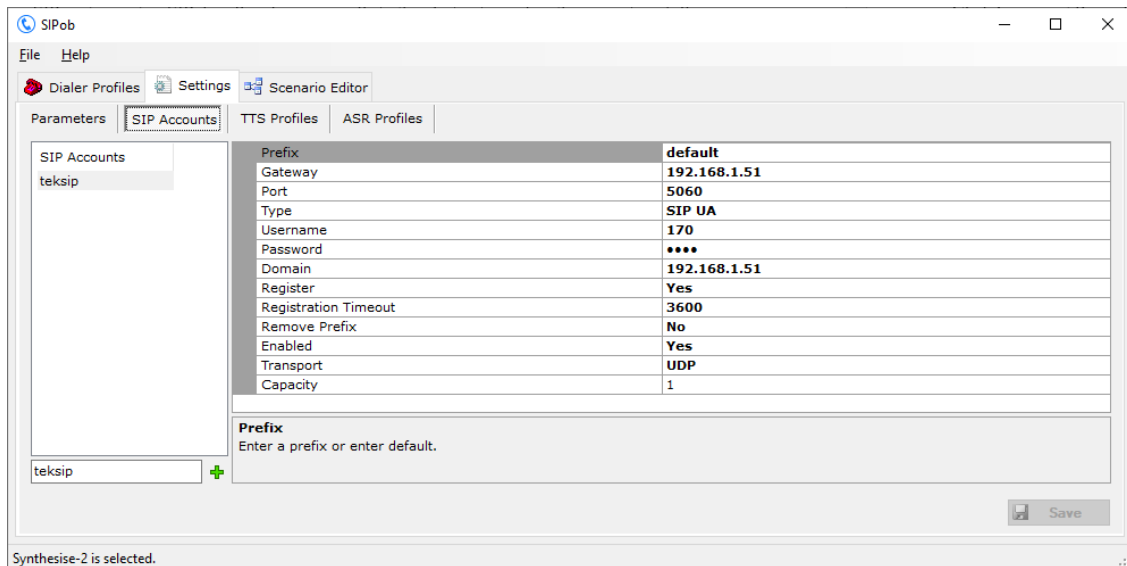 SIPob
File Help
Dialer Profiles Settings Scenario Editor
Parameters SIP Accounts TTS Profiles ASR Profiles
SIP Accounts
teksip
Prefix default
Gateway 192.168.1.51
Port 5060
Type SIP UA
Username 170
Password ••••
Domain 192.168.1.51
Register Yes
Registration Timeout 3600
Remove Prefix No
Enabled Yes
Transport UDP
Capacity 1
Prefix
Enter a prefix or enter default.
teksip
Save
Synthesise-2 is selected.